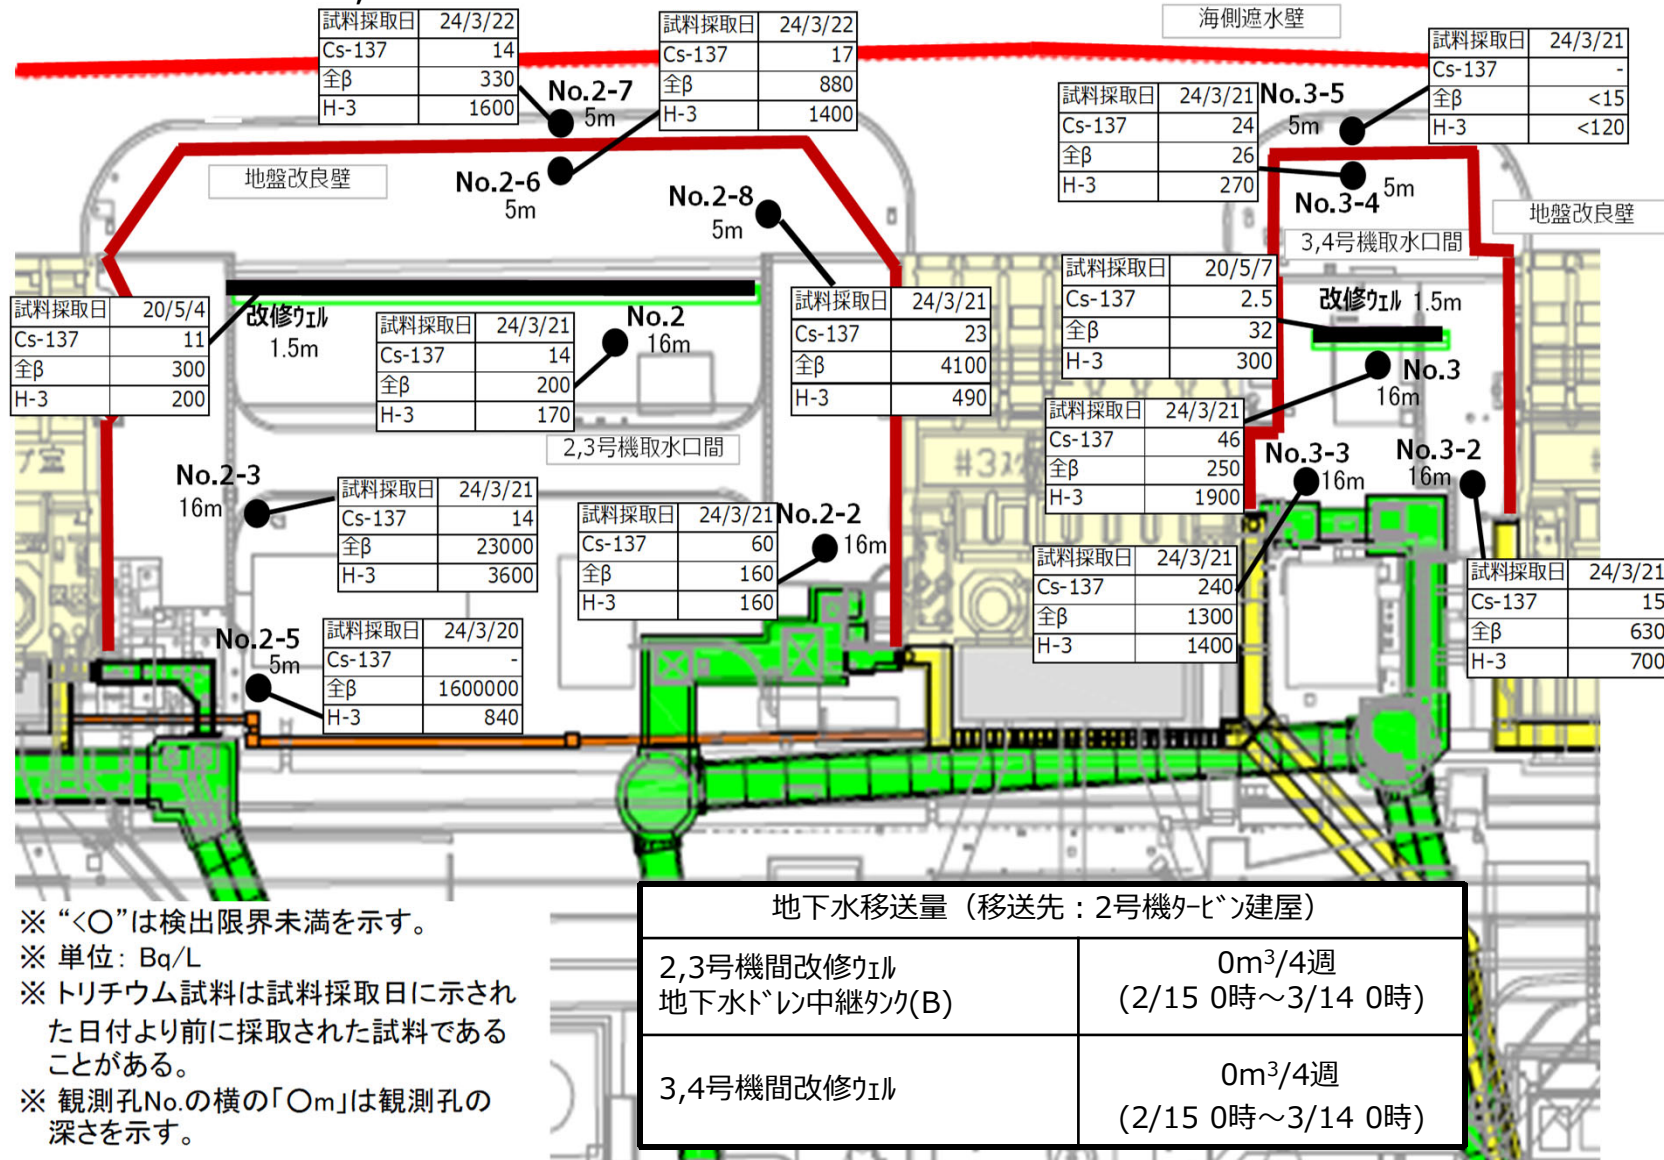 海側遮水壁
試料採取日 24/3/22
Cs-137 14
全β 330
H-3 1600
No.2-7
5m
試料採取日 24/3/22
Cs-137 17
全β 880
H-3 1400
試料採取日 24/3/21
Cs-137 24
全β 26
H-3 270
No.3-5
5m
試料採取日 24/3/21
Cs-137 -
全β <15
H-3 <120
地盤改良壁
No.2-6
5m
No.2-8
5m
No.3-4
5m
地盤改良壁
3,4号機取水口間
試料採取日 20/5/4
Cs-137 11
全β 300
H-3 200
改修ｳｪﾙ
1.5m
試料採取日 24/3/21
Cs-137 14
全β 200
H-3 170
No.2
16m
試料採取日 24/3/21
Cs-137 23
全β 4100
H-3 490
試料採取日 20/5/7
Cs-137 2.5
全β 32
H-3 300
改修ｳｪﾙ 1.5m
No.3
16m
試料採取日 24/3/21
Cs-137 46
全β 250
H-3 1900
2,3号機取水口間
No.2-3
16m
試料採取日 24/3/21
Cs-137 14
全β 23000
H-3 3600
試料採取日 24/3/21
Cs-137 60
全β 160
H-3 160
No.2-2
16m
No.3-3
16m
No.3-2
16m
試料採取日 24/3/21
Cs-137 240
全β 1300
H-3 1400
試料採取日 24/3/21
Cs-137 15
全β 630
H-3 700
No.2-5
5m
試料採取日 24/3/20
Cs-137 -
全β 1600000
H-3 840
※ “<〇”は検出限界未満を示す。
※ 単位: Bq/L
※ トリチウム試料は試料採取日に示され
た日付より前に採取された試料である
ことがある。
※ 観測孔No.の横の「〇m」は観測孔の
深さを示す。
地下水移送量（移送先：2号機ﾀｰﾋﾞﾝ建屋）
2,3号機間改修ｳｪﾙ
地下水ﾄﾞﾚﾝ中継ﾀﾝｸ(B)
0m³/4週
(2/15 0時～3/14 0時)
3,4号機間改修ｳｪﾙ
0m³/4週
(2/15 0時～3/14 0時)